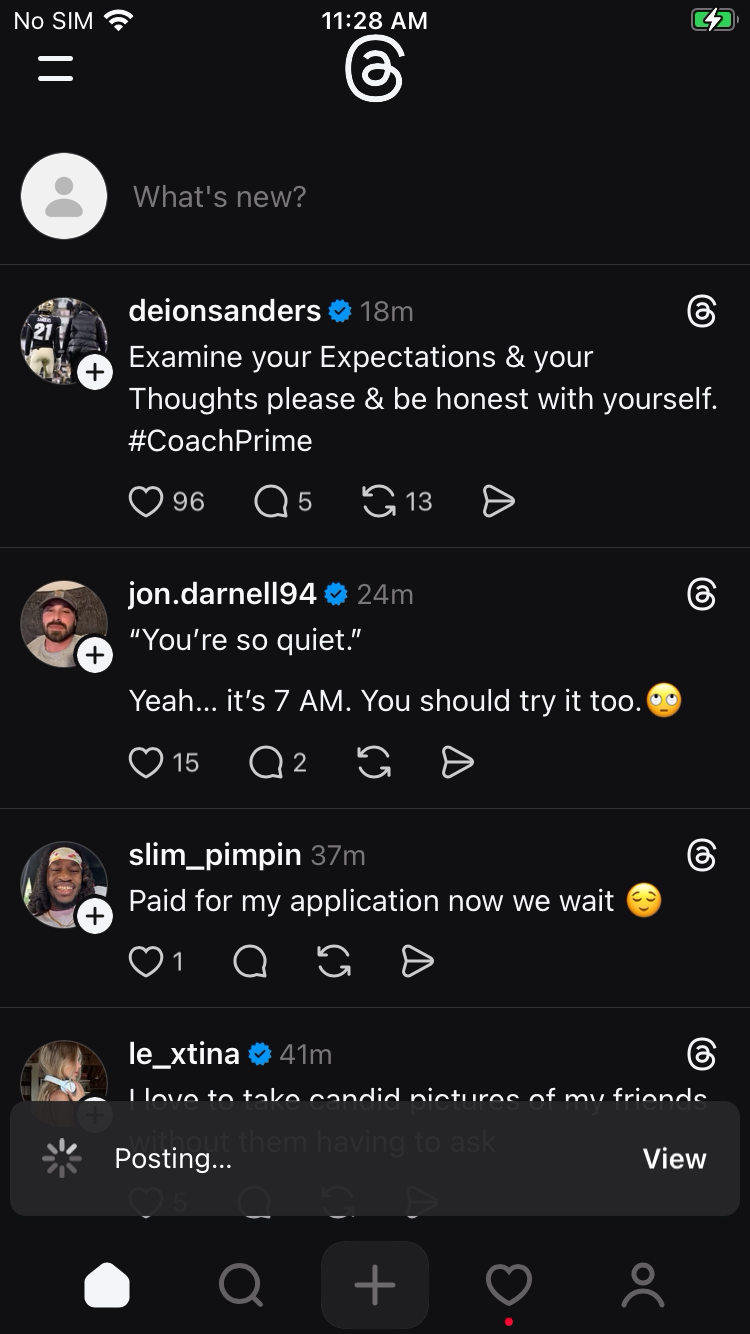 No SIM 11:28 AM
What's new?
deionsanders 18m
Examine your Expectations & your
Thoughts please & be honest with yourself.
#CoachPrime
96 5 13
jon.darnell94 24m
“You’re so quiet.”
Yeah... it’s 7 AM. You should try it too.🙄
15 2
slim_pimpin 37m
Paid for my application now we wait 😌
1
le_xtina 41m
I love to take candid pictures of my friends
without them having to ask
Posting... View
5